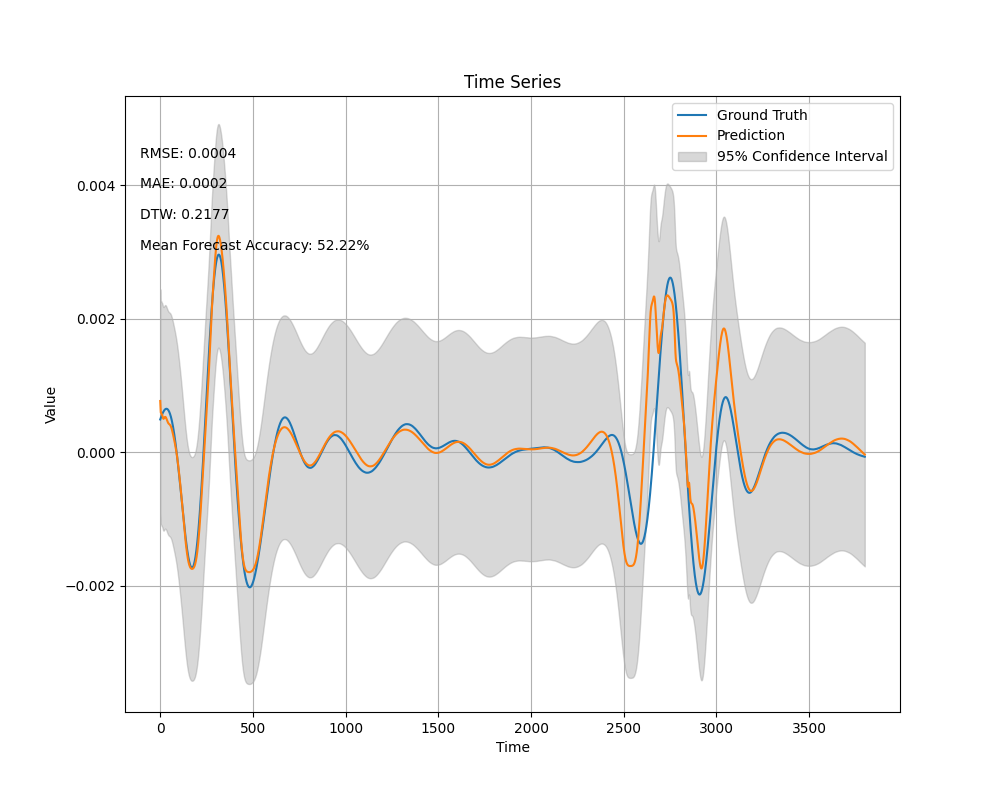 Time Series
Ground Truth
Prediction
95% Confidence Interval
RMSE: 0.0004
MAE: 0.0002
DTW: 0.2177
Mean Forecast Accuracy: 52.22%
0.004
0.002
0.000
−0.002
Value
0 500 1000 1500 2000 2500 3000 3500
Time